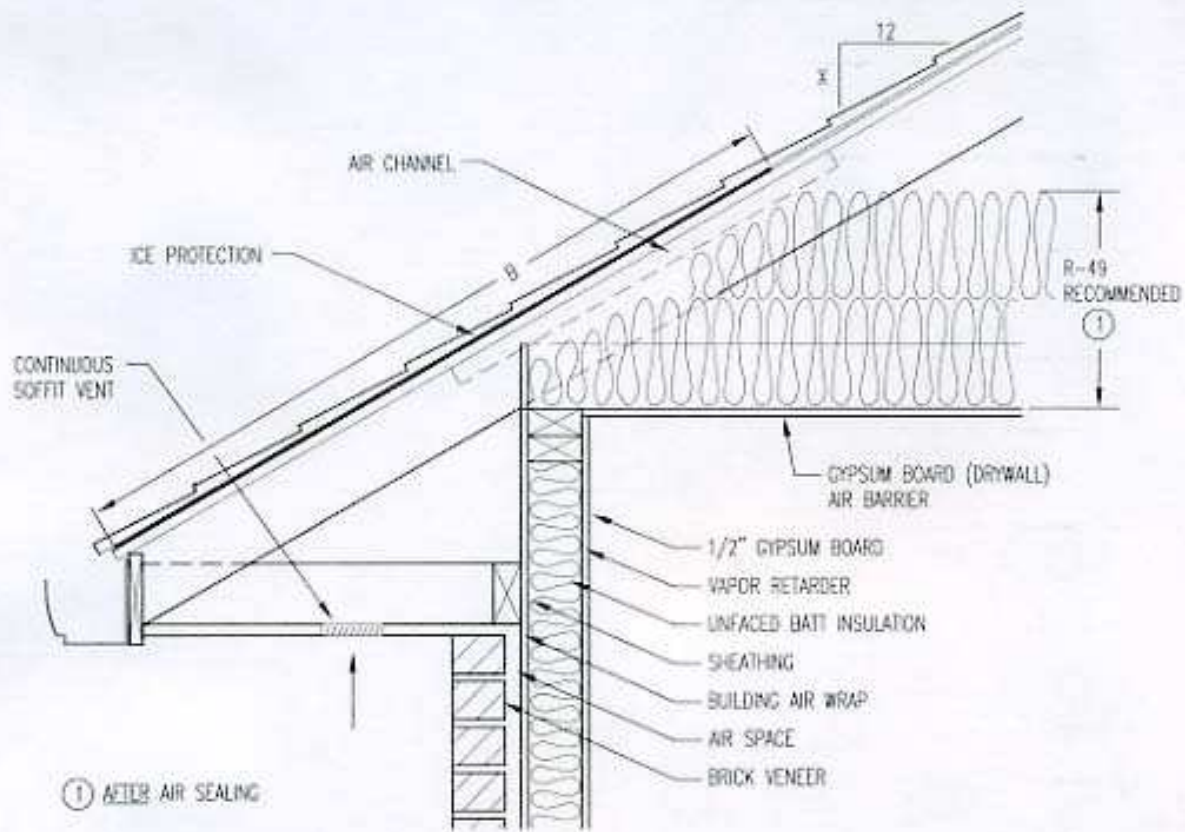 12
X
AIR CHANNEL
ICE PROTECTION
B
R-49
RECOMMENDED
1
CONTINUOUS
SOFFIT VENT
GYPSUM BOARD (DRYWALL)
AIR BARRIER
1/2" GYPSUM BOARD
VAPOR RETARDER
UNFACED BATT INSULATION
SHEATHING
BUILDING AIR WRAP
AIR SPACE
BRICK VENEER
1 AFTER AIR SEALING